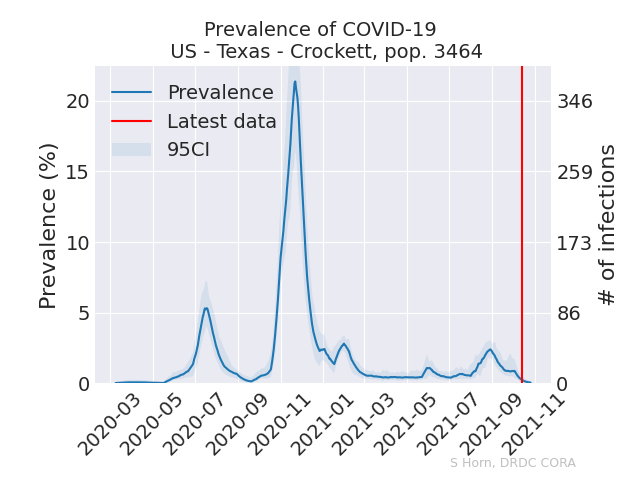 Prevalence of COVID-19
US - Texas - Crockett, pop. 3464
Prevalence
Latest data
95CI
Prevalence (%)
20
15
10
5
0
346
259
173
86
0
# of infections
2020-03
2020-05
2020-07
2020-09
2020-11
2021-01
2021-03
2021-05
2021-07
2021-09
2021-11
S Horn, DRDC CORA